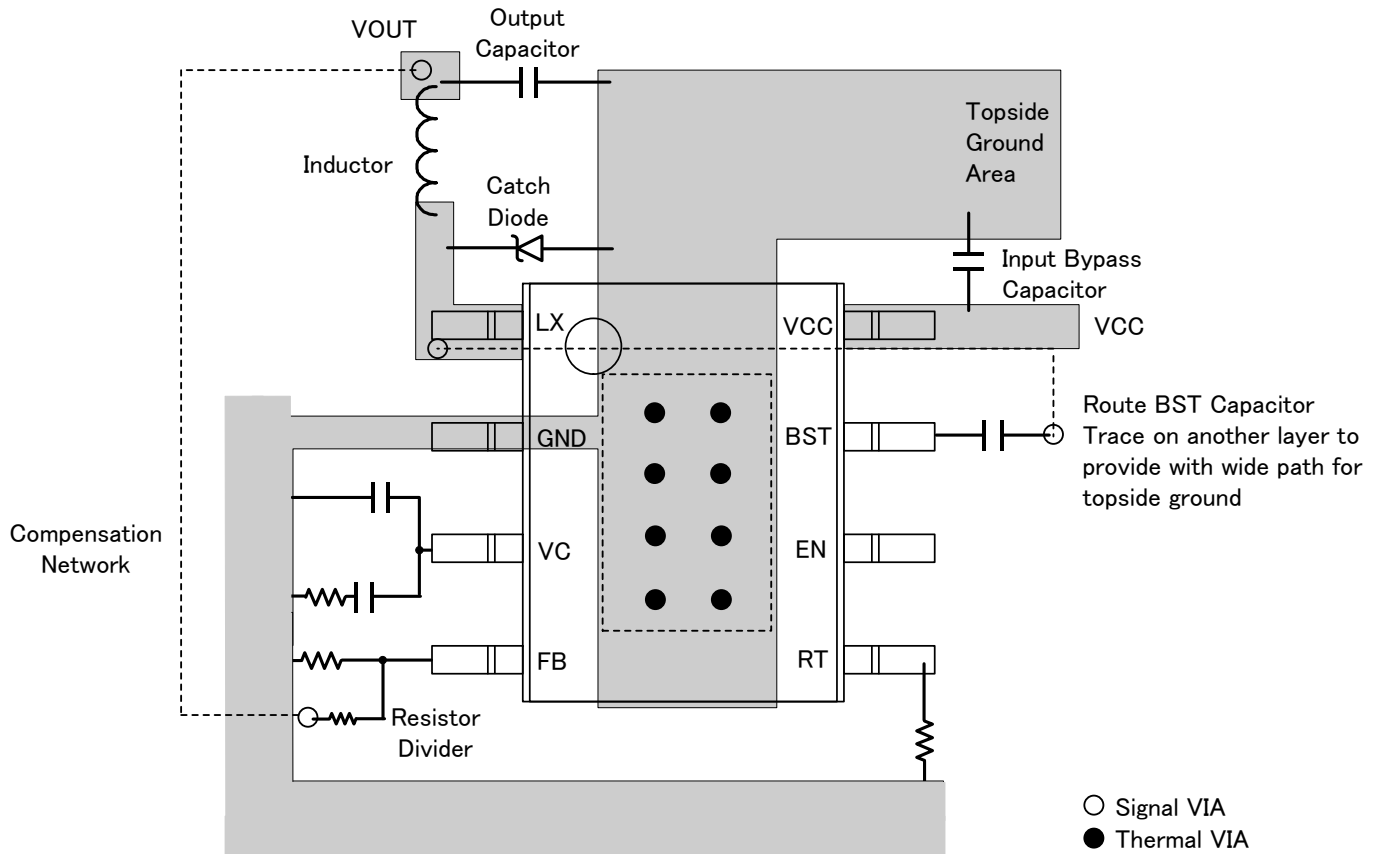 VOUT
Output
Capacitor
Topside
Ground
Area
Inductor
Catch
Diode
Input Bypass
Capacitor
LX
VCC
VCC
Route BST Capacitor
Trace on another layer to
provide with wide path for
topside ground
GND
BST
Compensation
Network
VC
EN
FB
RT
Resistor
Divider
Signal VIA
Thermal VIA